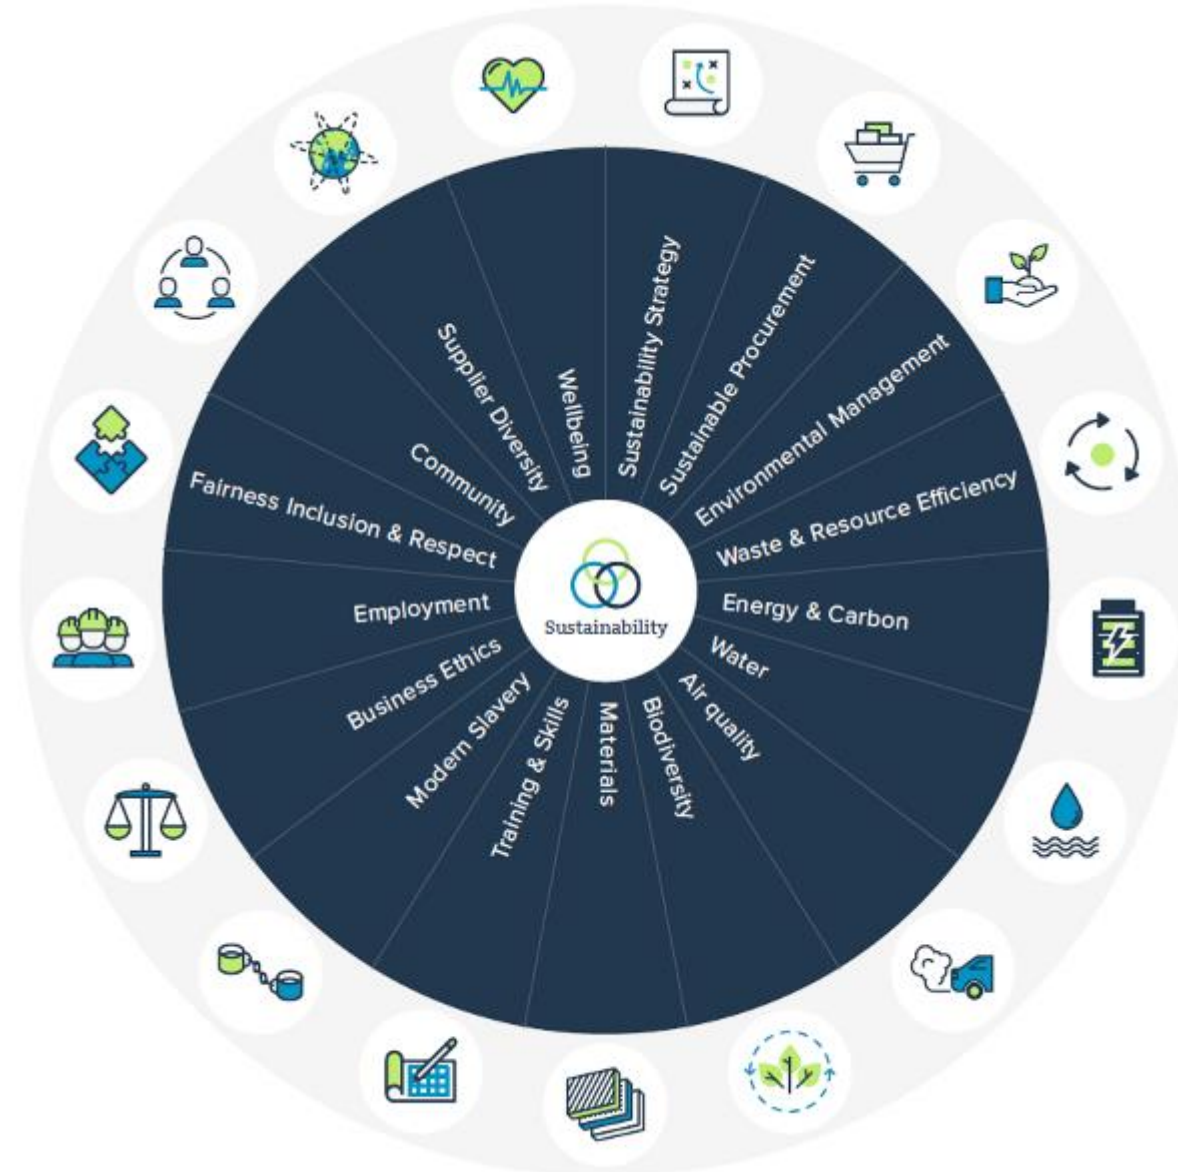 Sustainability Strategy
Sustainable Procurement
Environmental Management
Waste & Resource Efficiency
Energy & Carbon
Water
Air quality
Biodiversity
Materials
Training & Skills
Modern Slavery
Business Ethics
Employment
Fairness Inclusion & Respect
Community
Supplier Diversity
Wellbeing
Sustainability